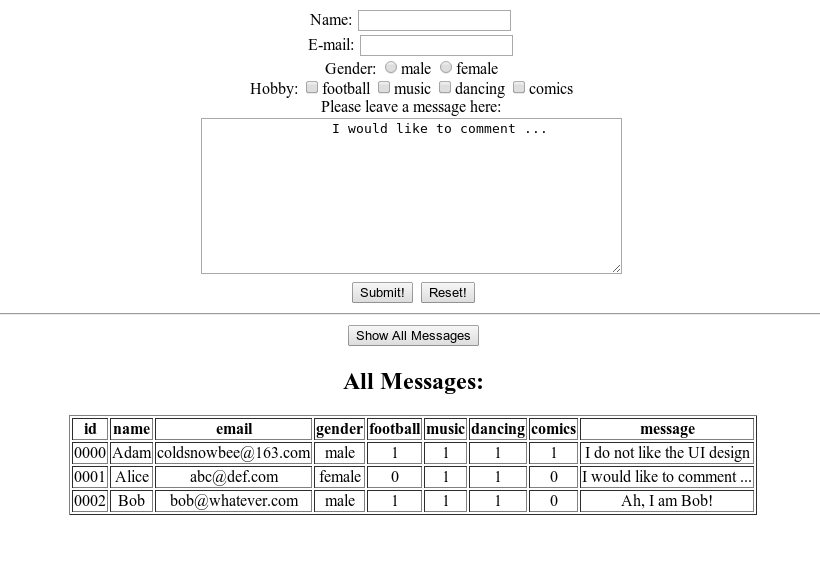 Name:
E-mail:
Gender: male female
Hobby: football music dancing comics
Please leave a message here:
I would like to comment ...
Submit! Reset!
Show All Messages
All Messages:
id name email gender football music dancing comics message
0000 Adam coldsnowbee@163.com male 1 1 1 1 I do not like the UI design
0001 Alice abc@def.com female 0 1 1 0 I would like to comment ...
0002 Bob bob@whatever.com male 1 1 1 0 Ah, I am Bob!